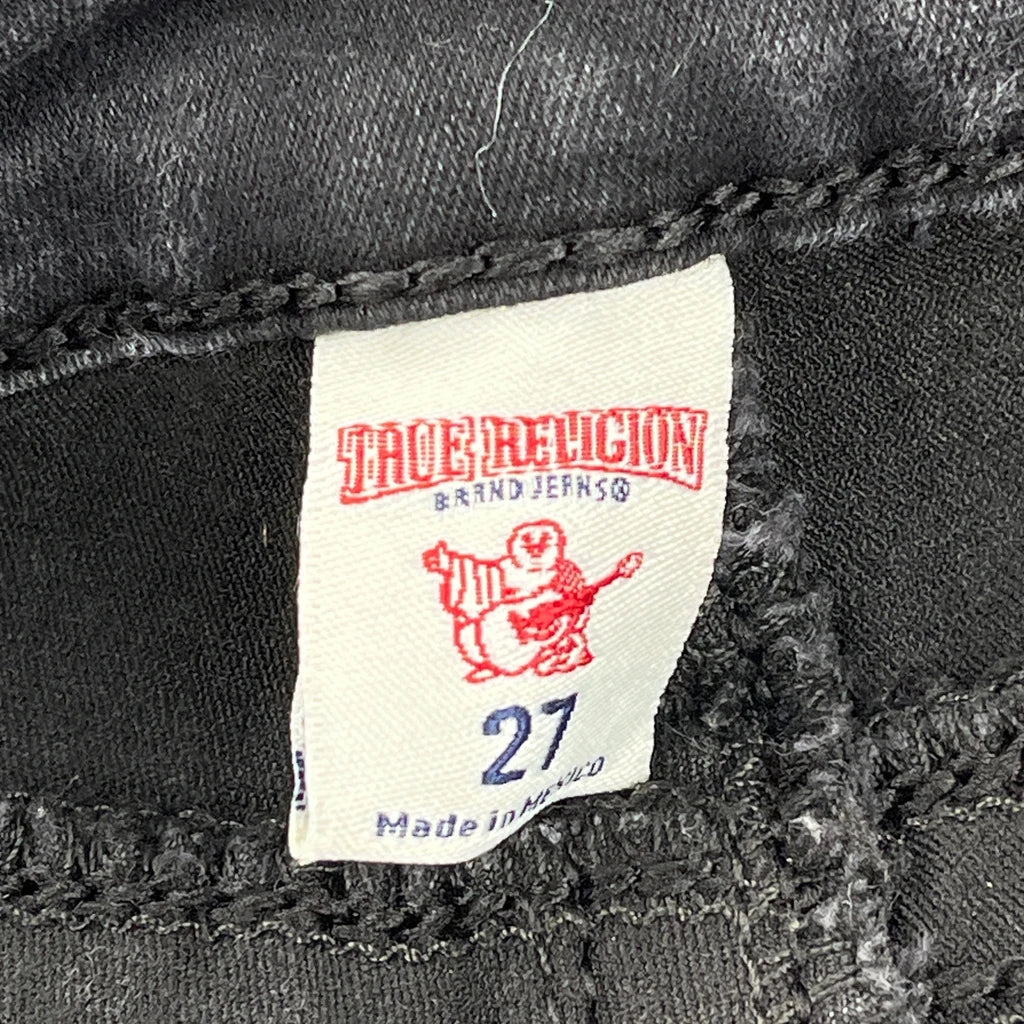 TRUE RELIGION
BRAND JEANS®
27
Made in MEXICO